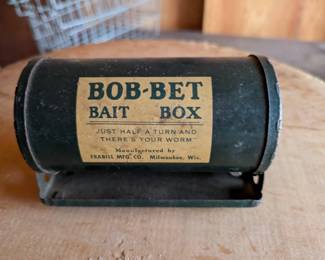 BOB-BET
BAIT BOX
JUST HALF A TURN AND
THERE'S YOUR WORM
Manufactured by
FRABILL MFG. CO. Milwaukee, Wis.